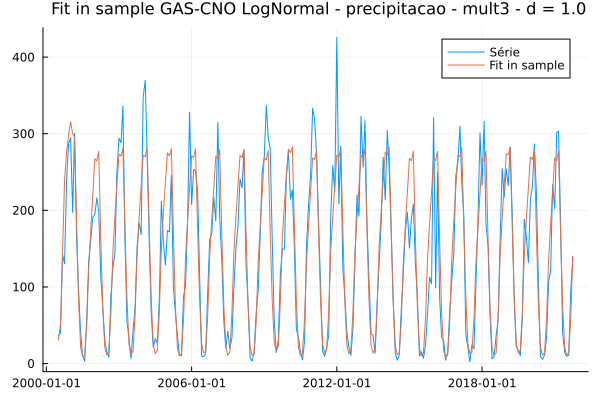 Fit in sample GAS-CNO LogNormal - precipitacao - mult3 - d = 1.0
Série
Fit in sample
400
300
200
100
0
2000-01-01 2006-01-01 2012-01-01 2018-01-01